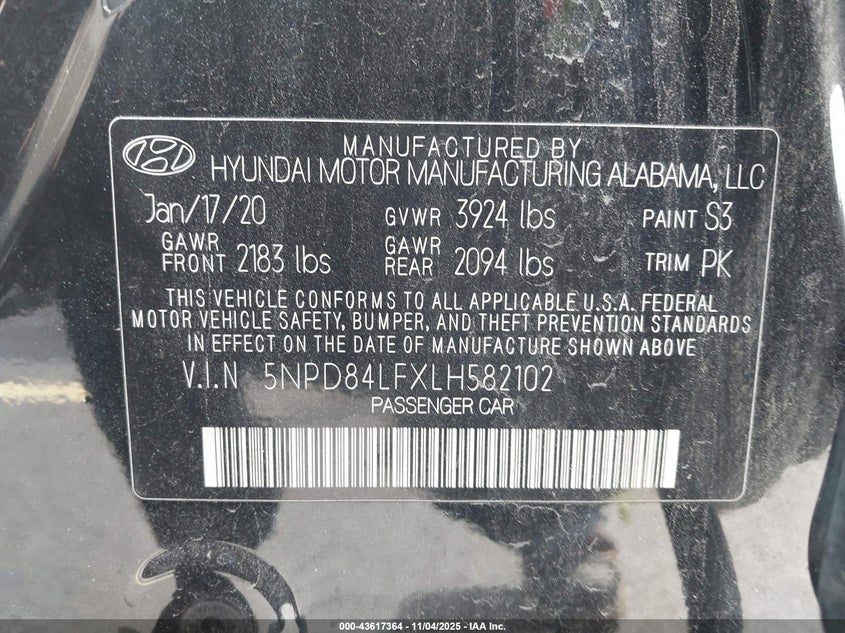 MANUFACTURED BY
HYUNDAI MOTOR MANUFACTURING ALABAMA, LLC
Jan/17/20 GVWR 3924 lbs PAINT S3
GAWR FRONT 2183 lbs GAWR REAR 2094 lbs TRIM PK
THIS VEHICLE CONFORMS TO ALL APPLICABLE U.S.A. FEDERAL
MOTOR VEHICLE SAFETY, BUMPER, AND THEFT PREVENTION STANDARDS
IN EFFECT ON THE DATE OF MANUFACTURE SHOWN ABOVE
V.I.N 5NPD84LFXLH582102
PASSENGER CAR
000-43617364 - 11/04/2025 - IAA Inc.